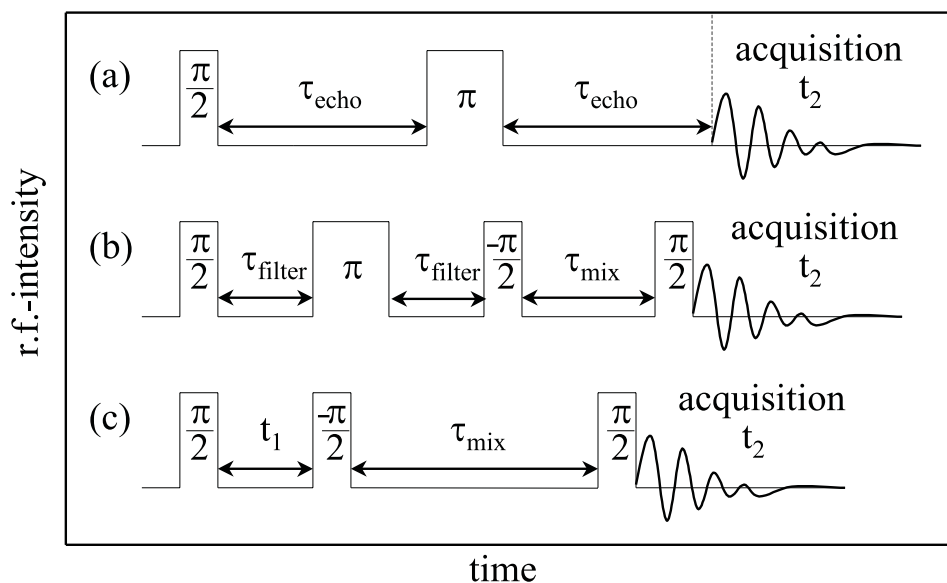 (a)
π/2
τecho
π
τecho
acquisition
t2
(b)
π/2
τfilter
π
τfilter
-π/2
τmix
π/2
acquisition
t2
(c)
π/2
t1
-π/2
τmix
π/2
acquisition
t2
r.f.-intensity
time